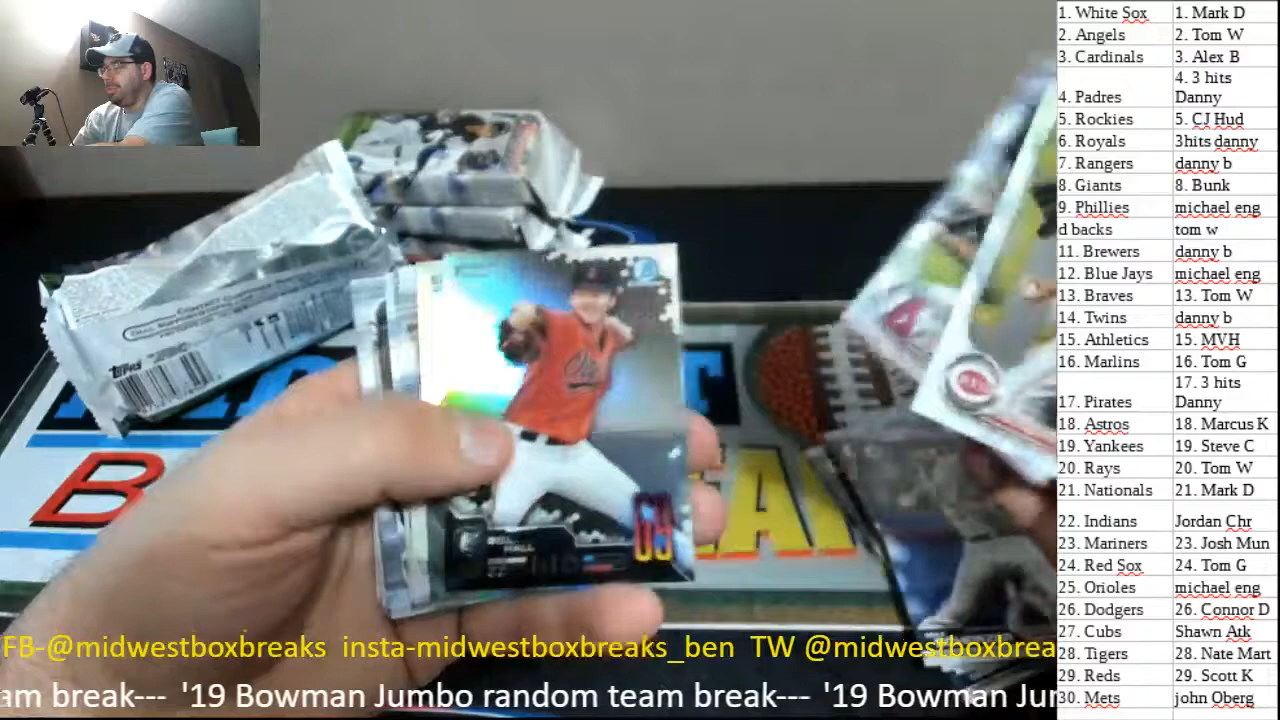 1. White Sox 1. Mark D
2. Angels 2. Tom W
3. Cardinals 3. Alex B
4. Padres 4. 3 hits Danny
5. Rockies 5. CJ Hud
6. Royals 3hits danny
7. Rangers danny b
8. Giants 8. Bunk
9. Phillies michael eng
d backs tom w
11. Brewers danny b
12. Blue Jays michael eng
13. Braves 13. Tom W
14. Twins danny b
15. Athletics 15. MVH
16. Marlins 16. Tom G
17. Pirates 17. 3 hits Danny
18. Astros 18. Marcus K
19. Yankees 19. Steve C
20. Rays 20. Tom W
21. Nationals 21. Mark D
22. Indians Jordan Chr
23. Mariners 23. Josh Mun
24. Red Sox 24. Tom G
25. Orioles michael eng
26. Dodgers 26. Connor D
27. Cubs Shawn Atk
28. Tigers 28. Nate Mart
29. Reds 29. Scott K
30. Mets john Oberg
Topps
HALL
69
B
FB-@midwestboxbreaks insta-midwestboxbreaks_ben TW @midwestboxbrea
am break--- '19 Bowman Jumbo random team break--- '19 Bowman Jur